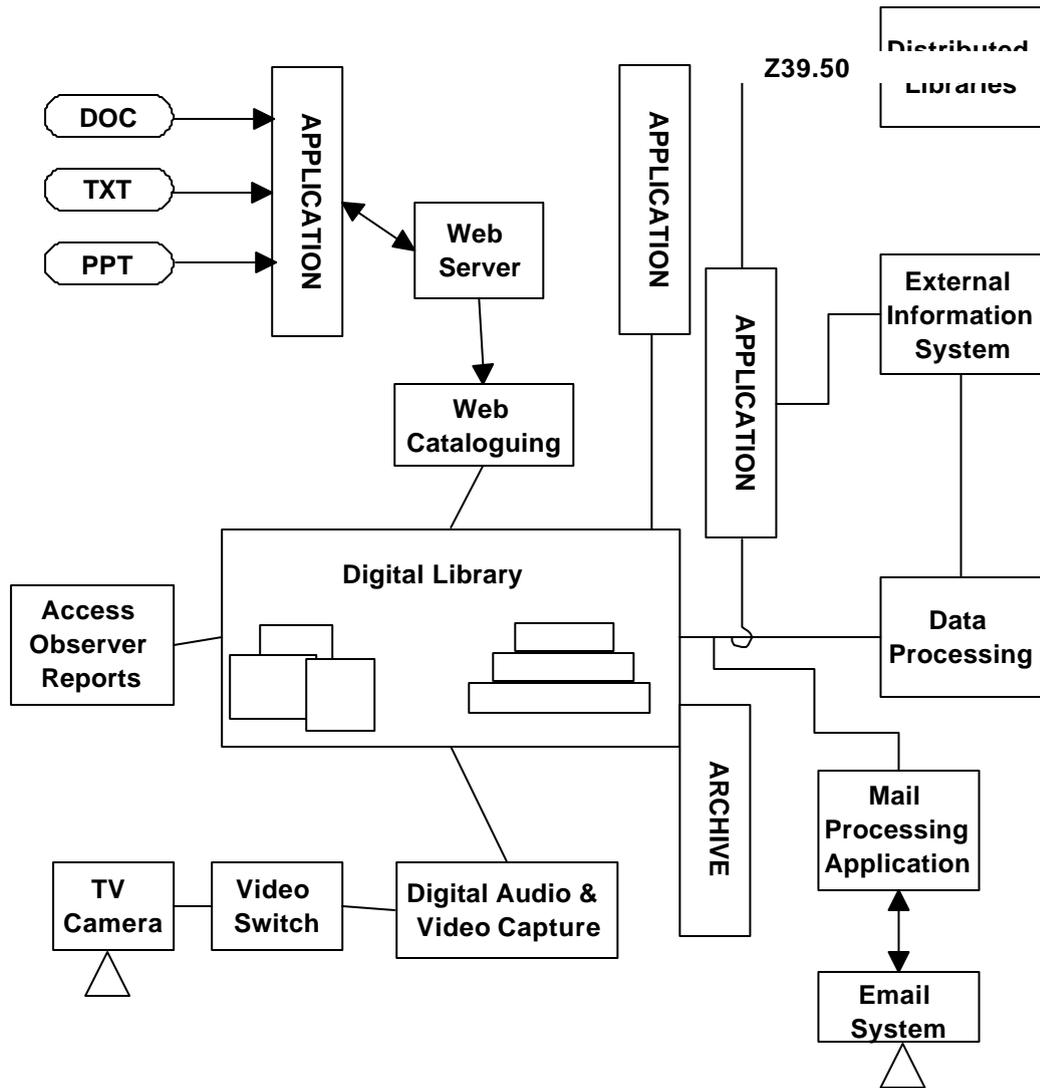 Distributed
Libraries
Z39.50
DOC
TXT
PPT
APPLICATION
APPLICATION
APPLICATION
Web
Server
External
Information
System
Web
Cataloguing
Digital Library
Access
Observer
Reports
Data
Processing
ARCHIVE
Mail
Processing
Application
TV
Camera
Video
Switch
Digital Audio &
Video Capture
Email
System